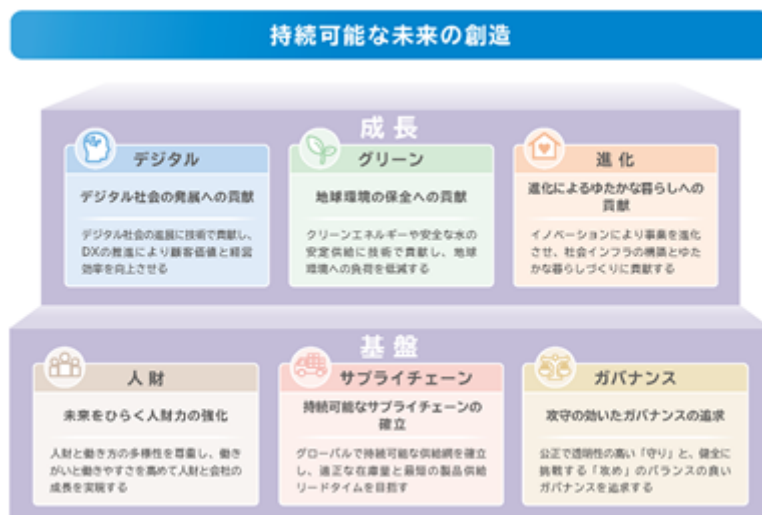 持続可能な未来の創造
成長
デジタル
デジタル社会の発展への貢献
デジタル社会の進展に技術で貢献し、
DXの推進により顧客価値と経営
効率を向上させる
グリーン
地球環境の保全への貢献
クリーンエネルギーや安全な水の
安定供給に技術で貢献し、地球
環境への負荷を低減する
進化
進化によるゆたかな暮らしへの
貢献
イノベーションにより事業を進化
させ、社会インフラの構築とゆた
かな暮らしづくりに貢献する
基盤
人財
未来をひらく人財力の強化
人財と働き方の多様性を尊重し、働き
がいと働きやすさを高めて人財と会社の
成長を実現する
サプライチェーン
持続可能なサプライチェーンの
確立
グローバルで持続可能な供給網を確立
し、適正な在庫量と最短の製品供給
リードタイムを目指す
ガバナンス
攻守の効いたガバナンスの追求
公正で透明性の高い「守り」と、健全に
挑戦する「攻め」のバランスの良い
ガバナンスを追求する